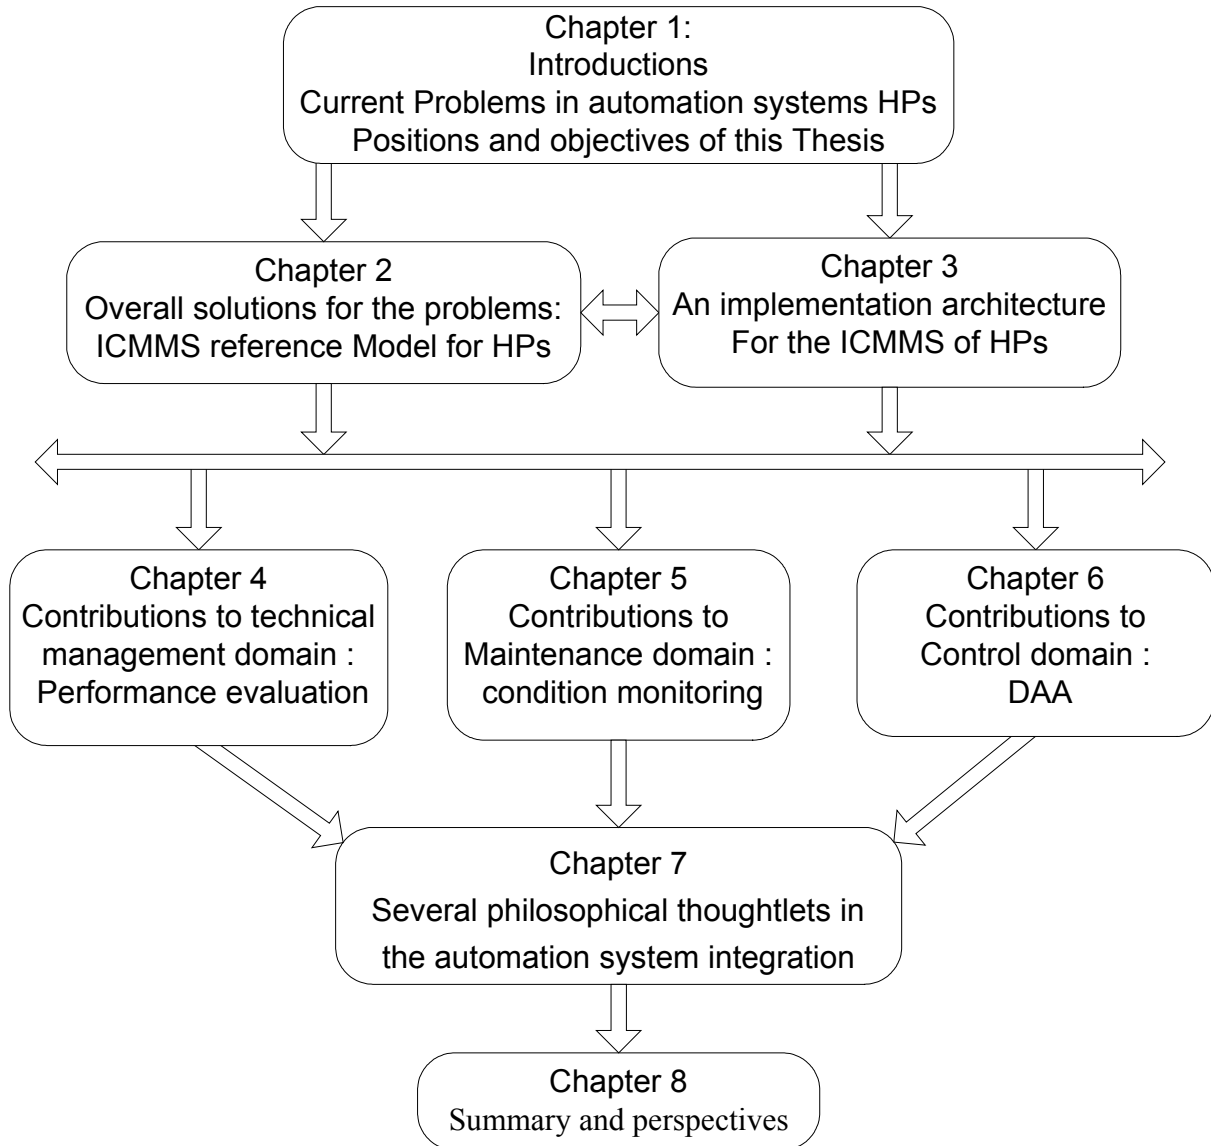 Chapter 1:
Introductions
Current Problems in automation systems HPs
Positions and objectives of this Thesis
Chapter 2
Overall solutions for the problems:
ICMMS reference Model for HPs
Chapter 3
An implementation architecture
For the ICMMS of HPs
Chapter 4
Contributions to technical
management domain :
Performance evaluation
Chapter 5
Contributions to
Maintenance domain :
condition monitoring
Chapter 6
Contributions to
Control domain :
DAA
Chapter 7
Several philosophical thoughtlets in
the automation system integration
Chapter 8
Summary and perspectives